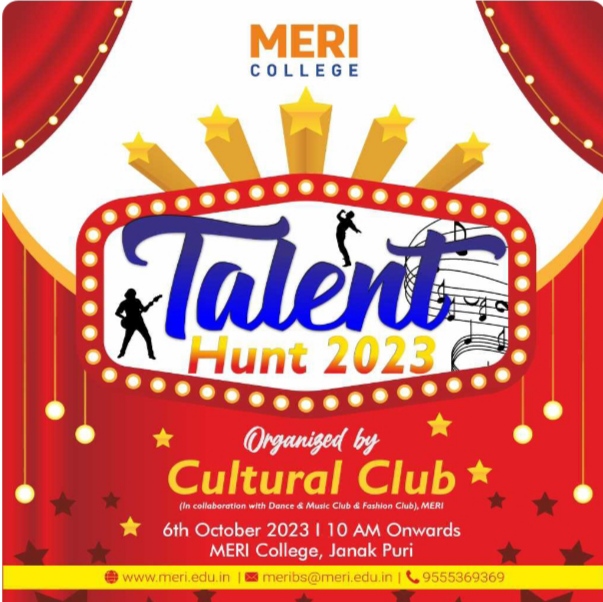 MERI
COLLEGE
Talent
Hunt 2023
Organized by
Cultural Club
(In collaboration with Dance & Music Club & Fashion Club), MERI
6th October 2023 I 10 AM Onwards
MERI College, Janak Puri
www.meri.edu.in | meribs@meri.edu.in | 9555369369